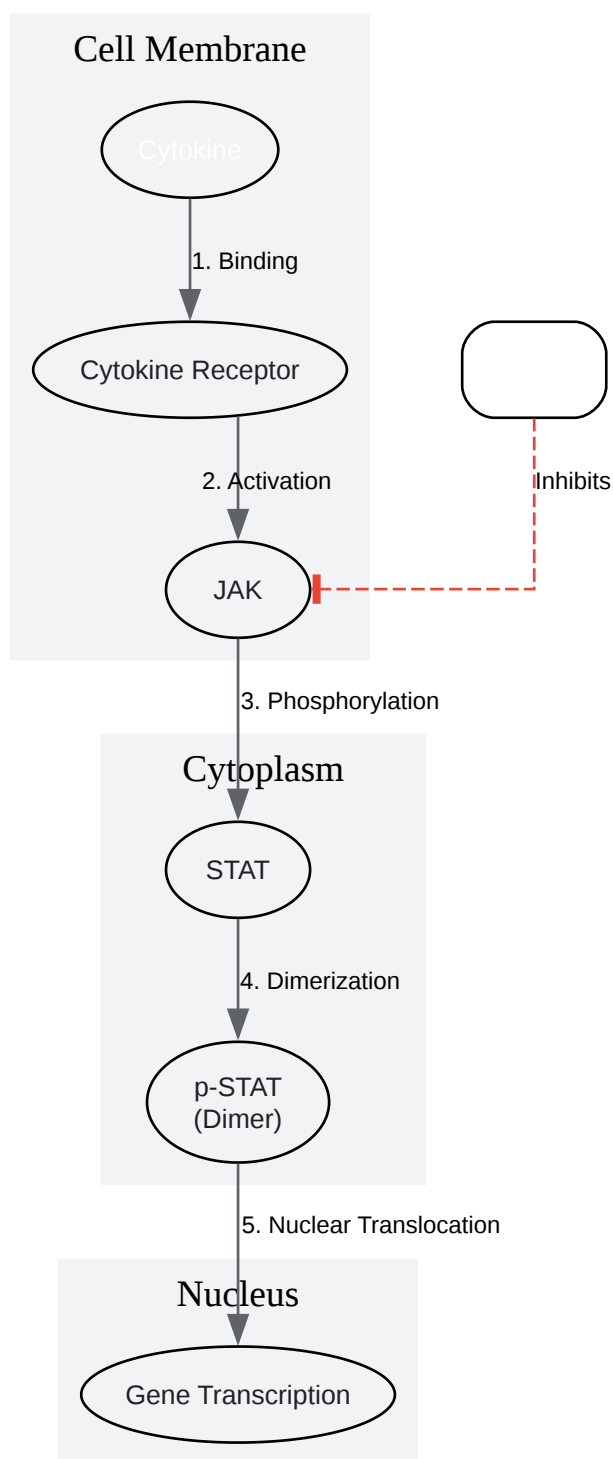 Cell Membrane
Cytokine
1. Binding
Cytokine Receptor
2. Activation
Inhibits
JAK
3. Phosphorylation
Cytoplasm
STAT
4. Dimerization
p-STAT
(Dimer)
5. Nuclear Translocation
Nucleus
Gene Transcription